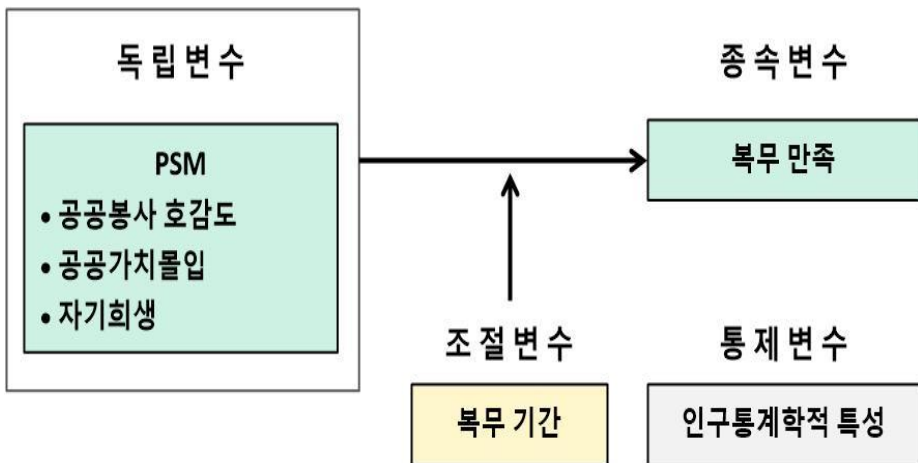 독립변수
PSM
• 공공봉사 호감도
• 공공가치몰입
• 자기희생
종속변수
복무 만족
조절변수
복무 기간
통제변수
인구통계학적 특성